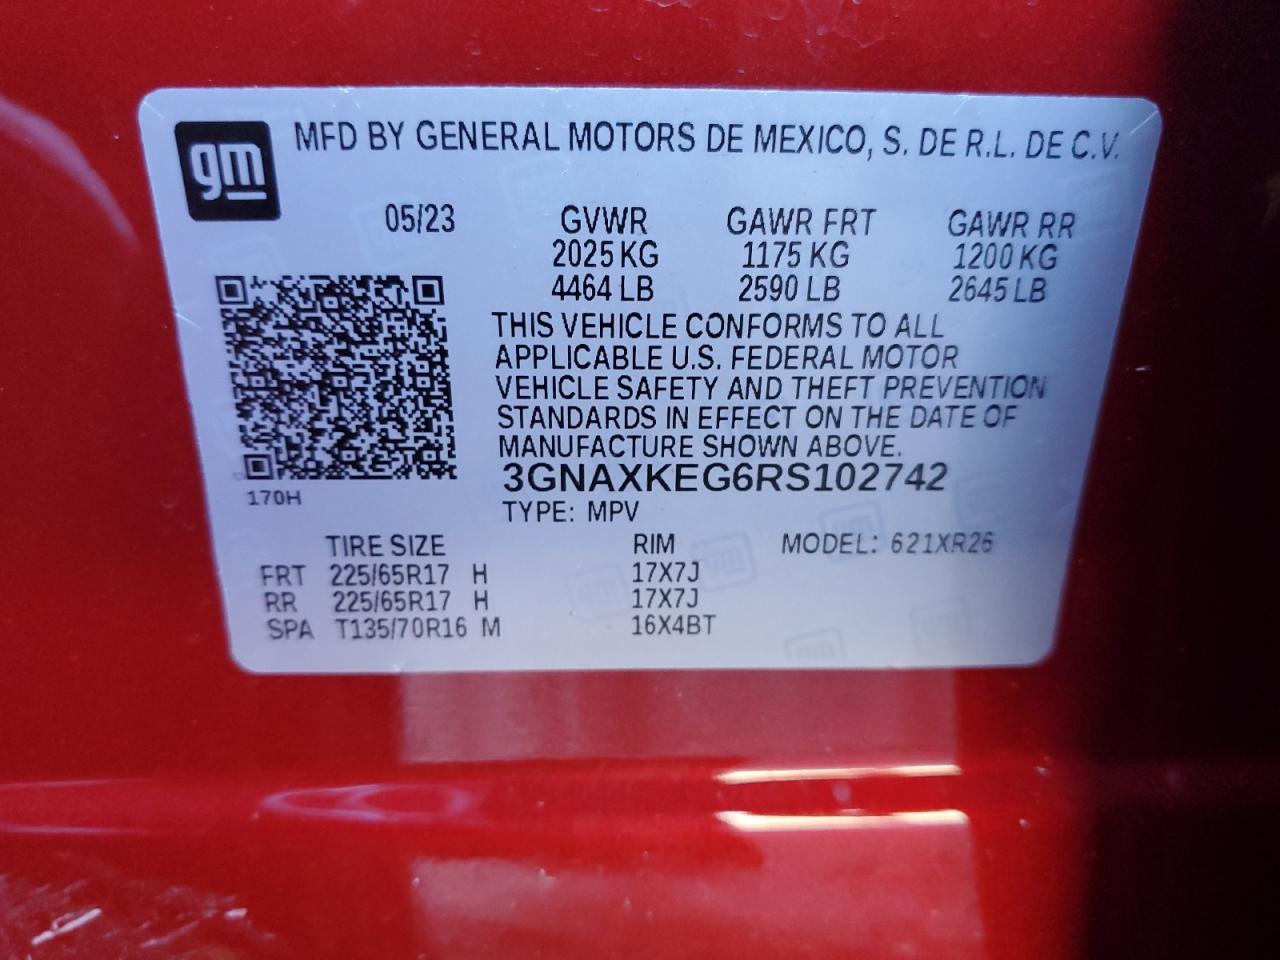 gm MFD BY GENERAL MOTORS DE MEXICO, S. DE R.L. DE C.V.
05/23 GVWR GAWR FRT GAWR RR
2025 KG 1175 KG 1200 KG
4464 LB 2590 LB 2645 LB
THIS VEHICLE CONFORMS TO ALL
APPLICABLE U.S. FEDERAL MOTOR
VEHICLE SAFETY AND THEFT PREVENTION
STANDARDS IN EFFECT ON THE DATE OF
MANUFACTURE SHOWN ABOVE.
3GNAXKEG6RS102742
170H
TYPE: MPV
TIRE SIZE RIM MODEL: 621XR26
FRT 225/65R17 H 17X7J
RR 225/65R17 H 17X7J
SPA T135/70R16 M 16X4BT